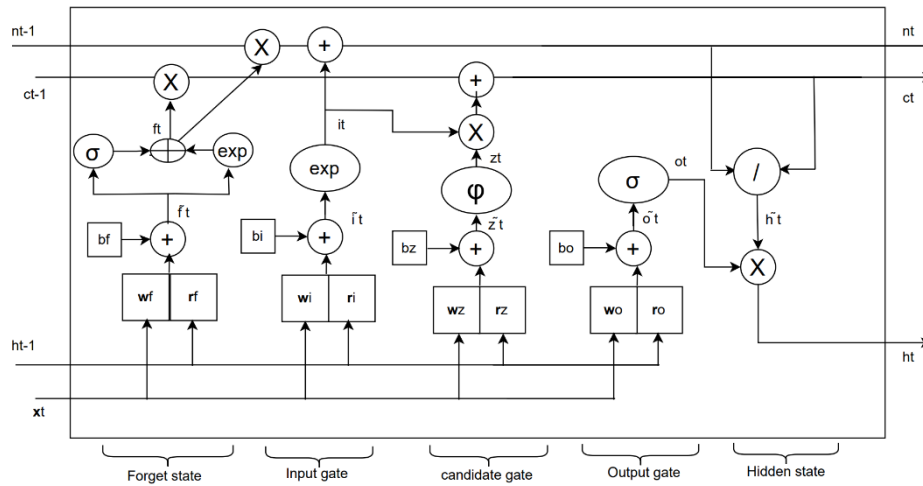 nt-1
nt
X
+
ct-1
ct
X
+
ft
it
X
σ
exp
exp
zt
φ
σ
ot
/
f̃ t
ĩ t
z̃ t
õ t
h̃ t
bf
+
bi
+
bz
+
bo
+
X
wf
rf
wi
ri
wz
rz
wo
ro
ht-1
ht
xt
Forget state
Input gate
candidate gate
Output gate
Hidden state